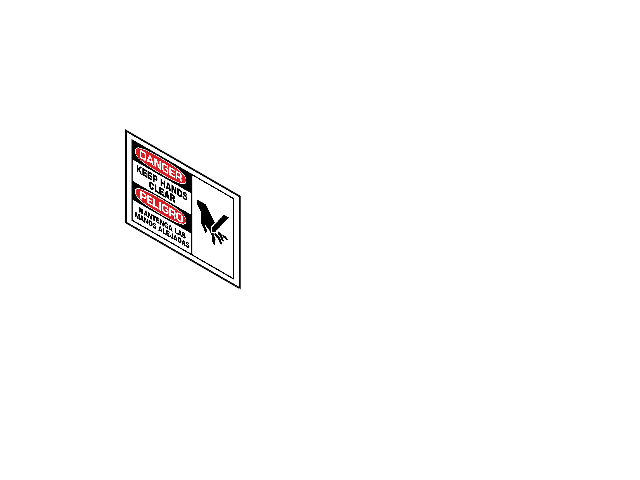 DANGER
KEEP HANDS
CLEAR
PELIGRO
MANTENGA LAS
MANOS ALEJADAS